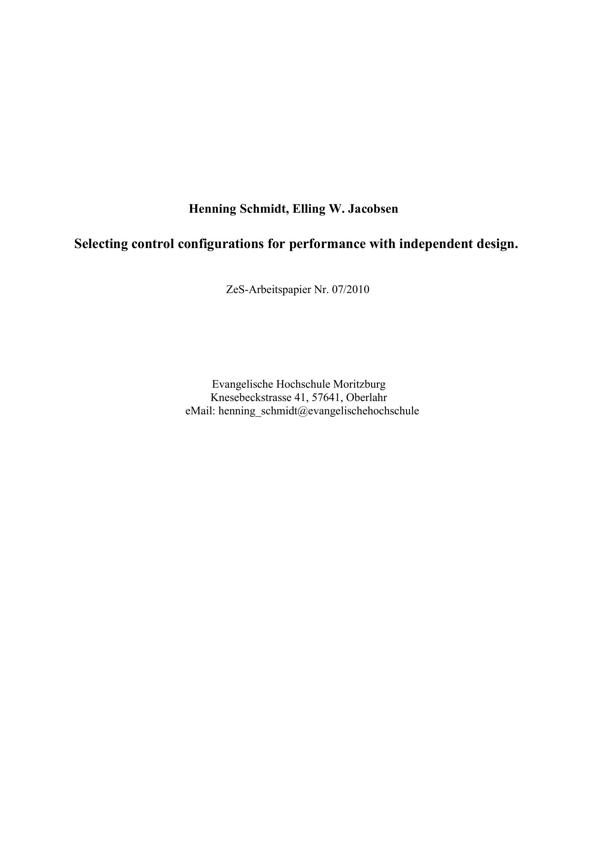 Henning Schmidt, Elling W. Jacobsen
Selecting control configurations for performance with independent design.
ZeS-Arbeitspapier Nr. 07/2010
Evangelische Hochschule Moritzburg
Knesebeckstrasse 41, 57641, Oberlahr
eMail: henning_schmidt@evangelischehochschule